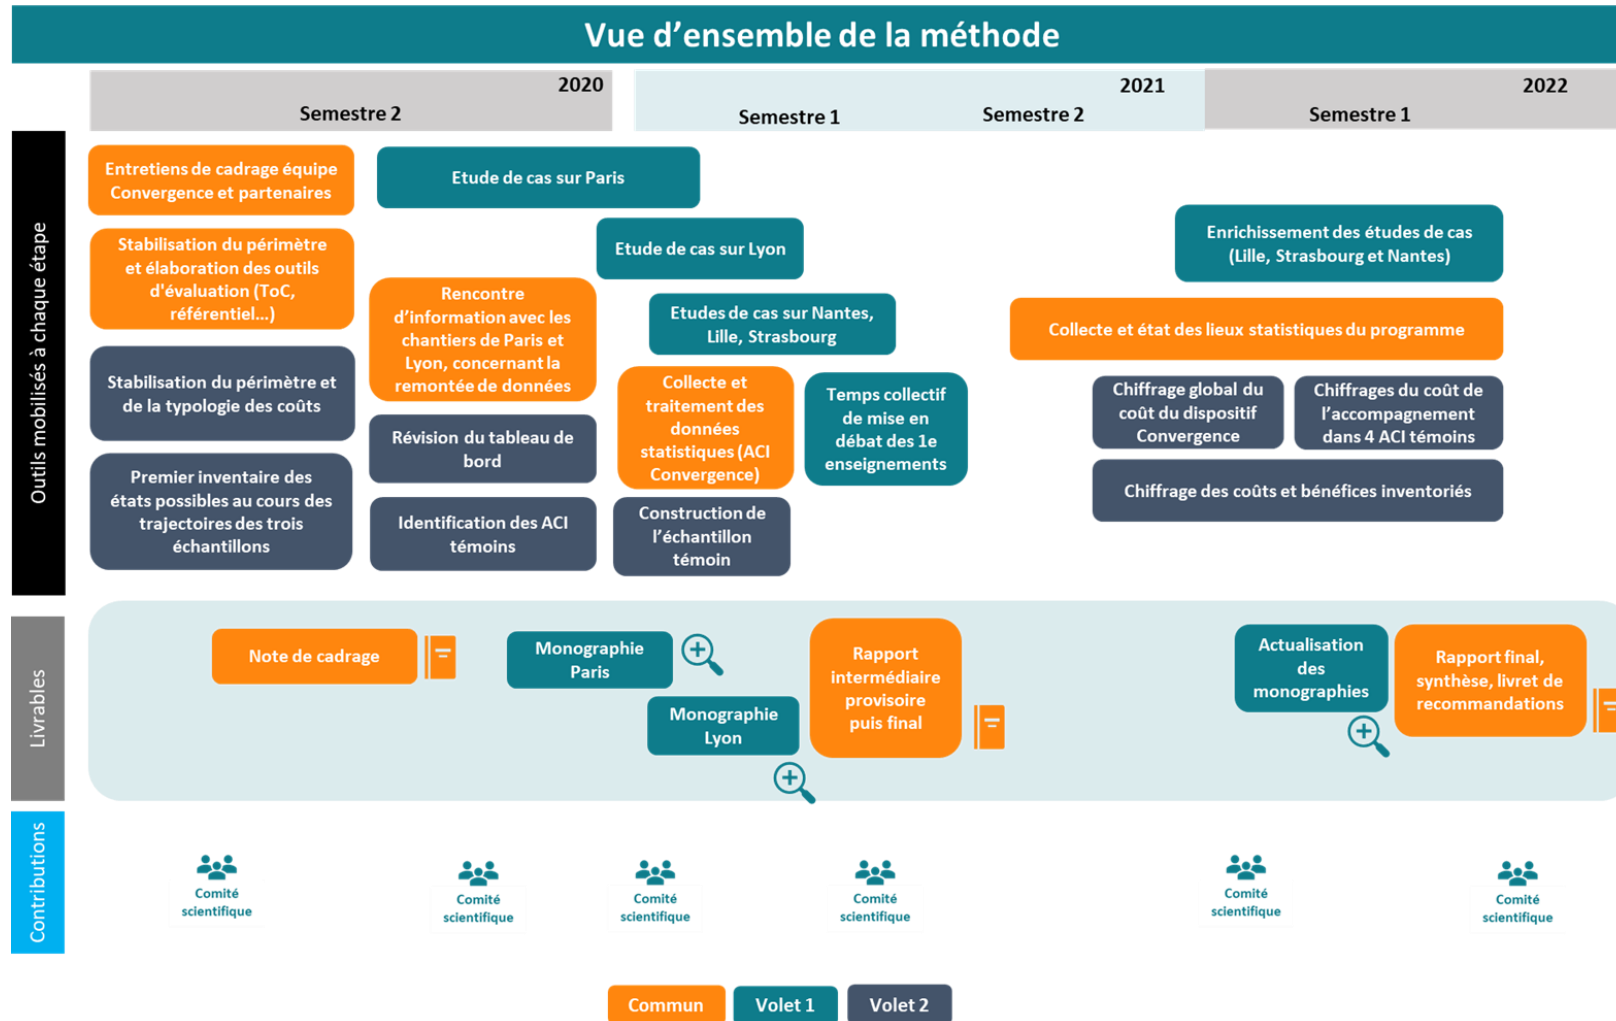 Vue d’ensemble de la méthode
2020
Semestre 2
2021
Semestre 1
Semestre 2
2022
Semestre 1
Outils mobilisés à chaque étape
Entretiens de cadrage équipe
Convergence et partenaires
Stabilisation du périmètre
et élaboration des outils
d'évaluation (ToC,
référentiel...)
Stabilisation du périmètre et
de la typologie des coûts
Premier inventaire des
états possibles au cours des
trajectoires des trois
échantillons
Etude de cas sur Paris
Rencontre
d’information avec les
chantiers de Paris et
Lyon, concernant la
remontée de données
Révision du tableau de
bord
Identification des ACI
témoins
Etude de cas sur Lyon
Etudes de cas sur Nantes,
Lille, Strasbourg
Collecte et
traitement des
données
statistiques (ACI
Convergence)
Construction de
l’échantillon
témoin
Temps collectif
de mise en
débat des 1e
enseignements
Enrichissement des études de cas
(Lille, Strasbourg et Nantes)
Collecte et état des lieux statistiques du programme
Chiffrage global du
coût du dispositif
Convergence
Chiffrages du coût de
l’accompagnement
dans 4 ACI témoins
Chiffrage des coûts et bénéfices inventoriés
Livrables
Note de cadrage
Monographie
Paris
Monographie
Lyon
Rapport
intermédiaire
provisoire
puis final
Actualisation
des
monographies
Rapport final,
synthèse, livret de
recommandations
Contributions
Comité
scientifique
Comité
scientifique
Comité
scientifique
Comité
scientifique
Comité
scientifique
Comité
scientifique
Commun
Volet 1
Volet 2